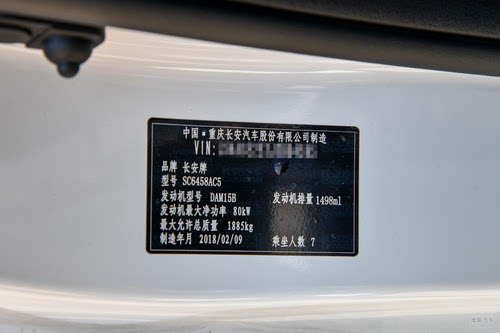 中国·重庆长安汽车股份有限公司制造
VIN:
品牌 长安牌
型号 SC6458AC5
发动机型号 DAM15B 发动机排量 1498ml
发动机最大净功率 80kW
最大允许总质量 1885kg
制造年月 2018/02/09 乘坐人数 7